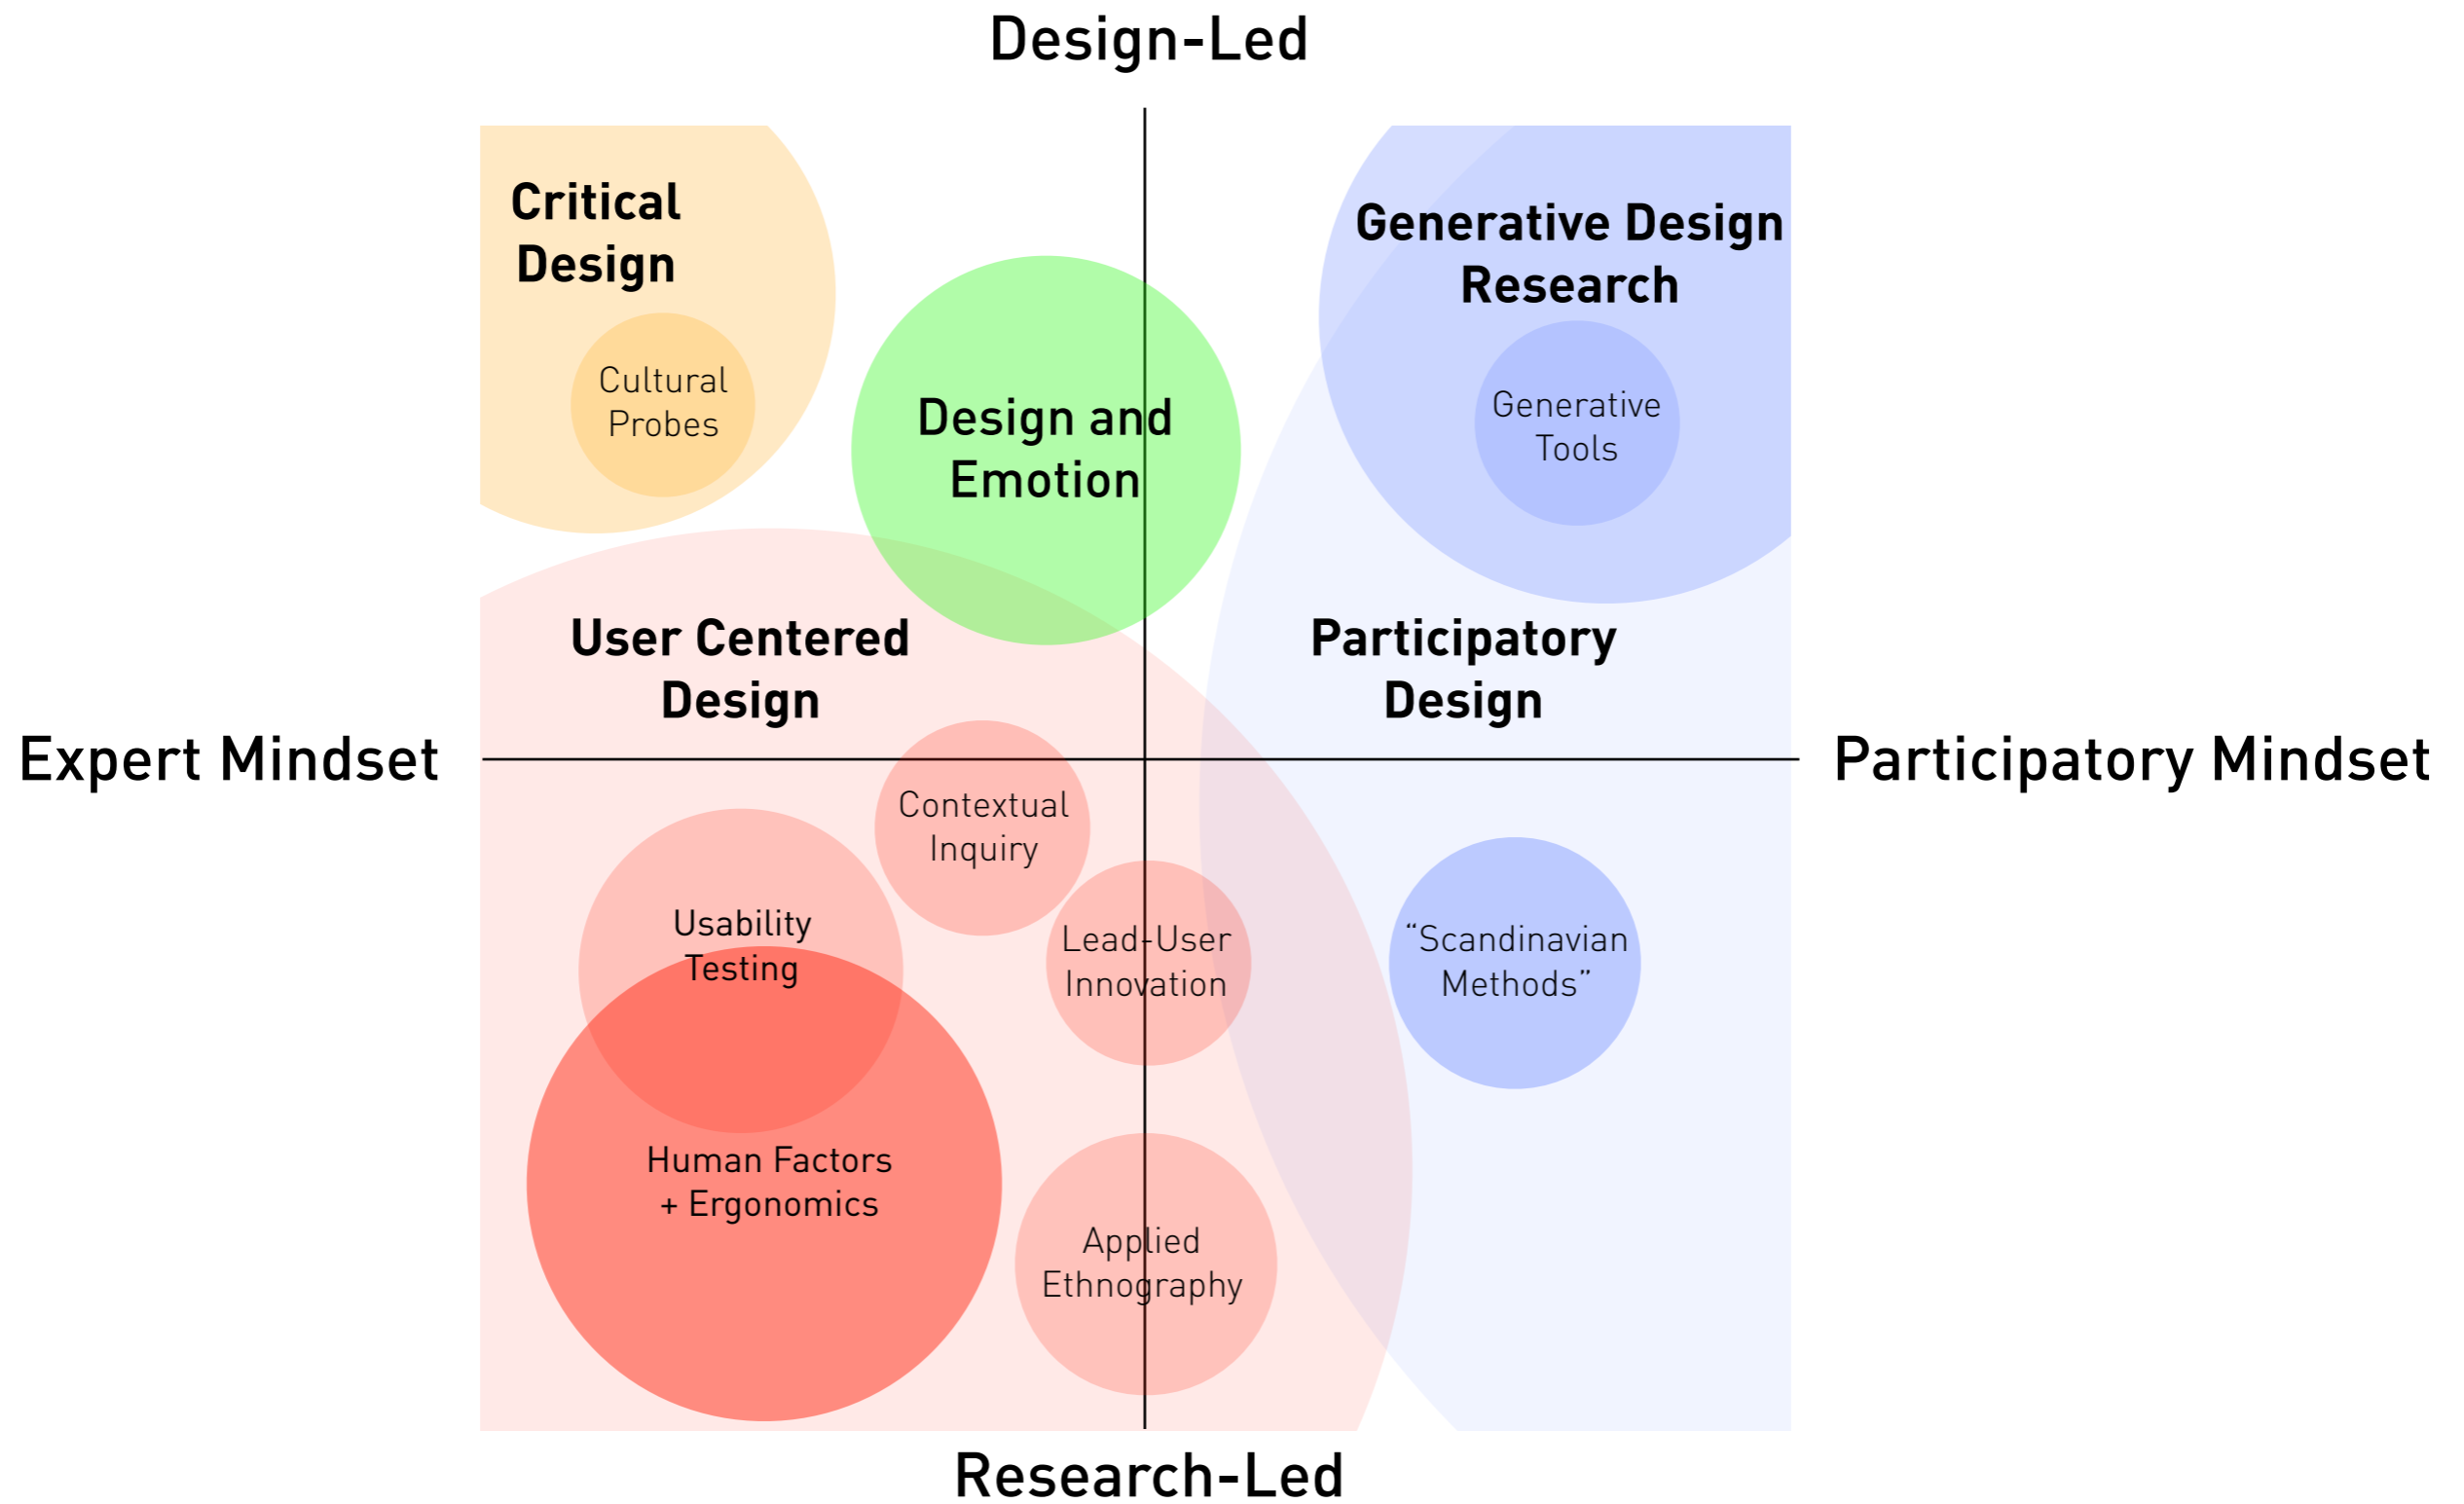 Design-Led
Critical
Design
Generative Design
Research
Cultural
Probes
Design and
Emotion
Generative
Tools
User Centered
Design
Participatory
Design
Expert Mindset
Participatory Mindset
Contextual
Inquiry
Usability
Testing
Lead-User
Innovation
“Scandinavian
Methods”
Human Factors
+ Ergonomics
Applied
Ethnography
Research-Led